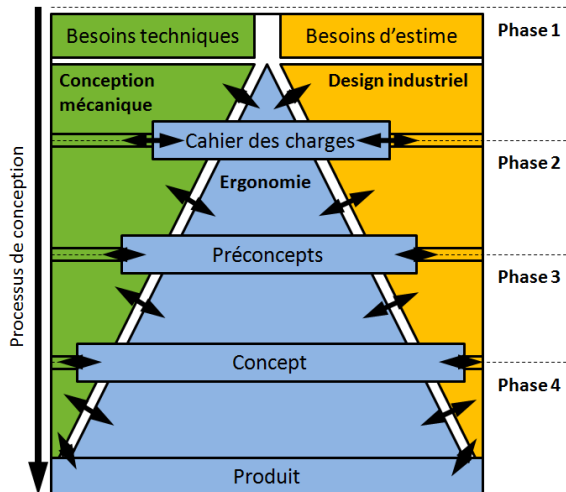 Besoins techniques
Besoins d’estime
Phase 1
Conception
mécanique
Design industriel
Cahier des charges
Phase 2
Ergonomie
Processus de conception
Préconcepts
Phase 3
Concept
Phase 4
Produit